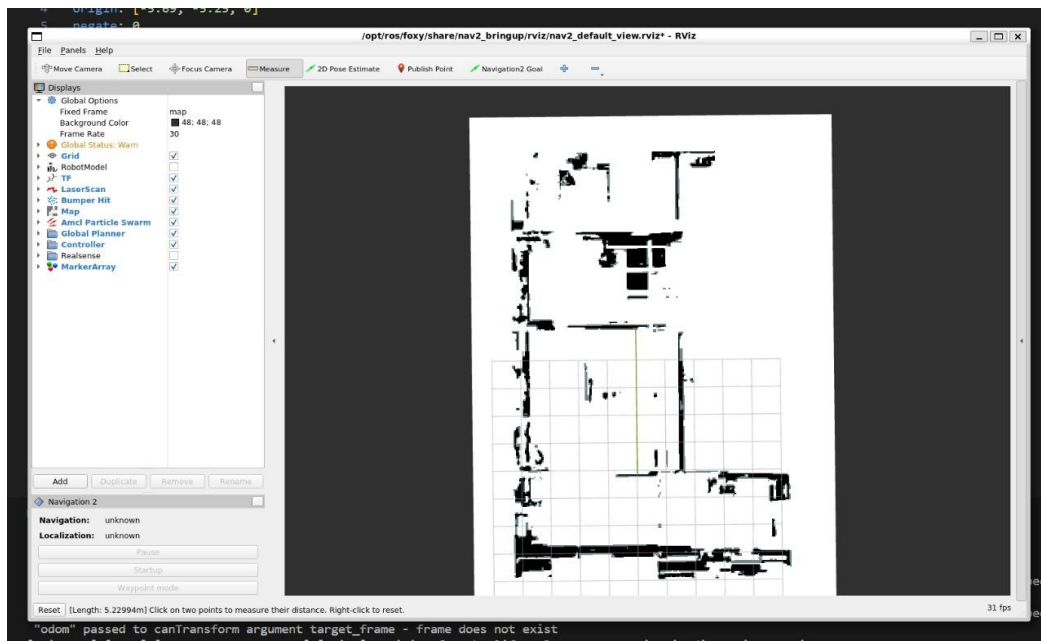 5 negate: 0
/opt/ros/foxy/share/nav2_bringup/rviz/nav2_default_view.rviz* - RViz
File Panels Help
Move Camera Select Focus Camera Measure 2D Pose Estimate Publish Point Navigation2 Goal
Displays
Global Options
Fixed Frame map
Background Color 48; 48; 48
Frame Rate 30
Global Status: Warn
Grid
RobotModel
TF
LaserScan
Bumper Hit
Map
Amcl Particle Swarm
Global Planner
Controller
Realsense
MarkerArray
Add Duplicate Remove Rename
Navigation 2
Navigation: unknown
Localization: unknown
Pause
Startup
Waypoint mode
Reset [Length: 5.22994m] Click on two points to measure their distance. Right-click to reset. 31 fps
"odom" passed to canTransform argument target_frame - frame does not exist